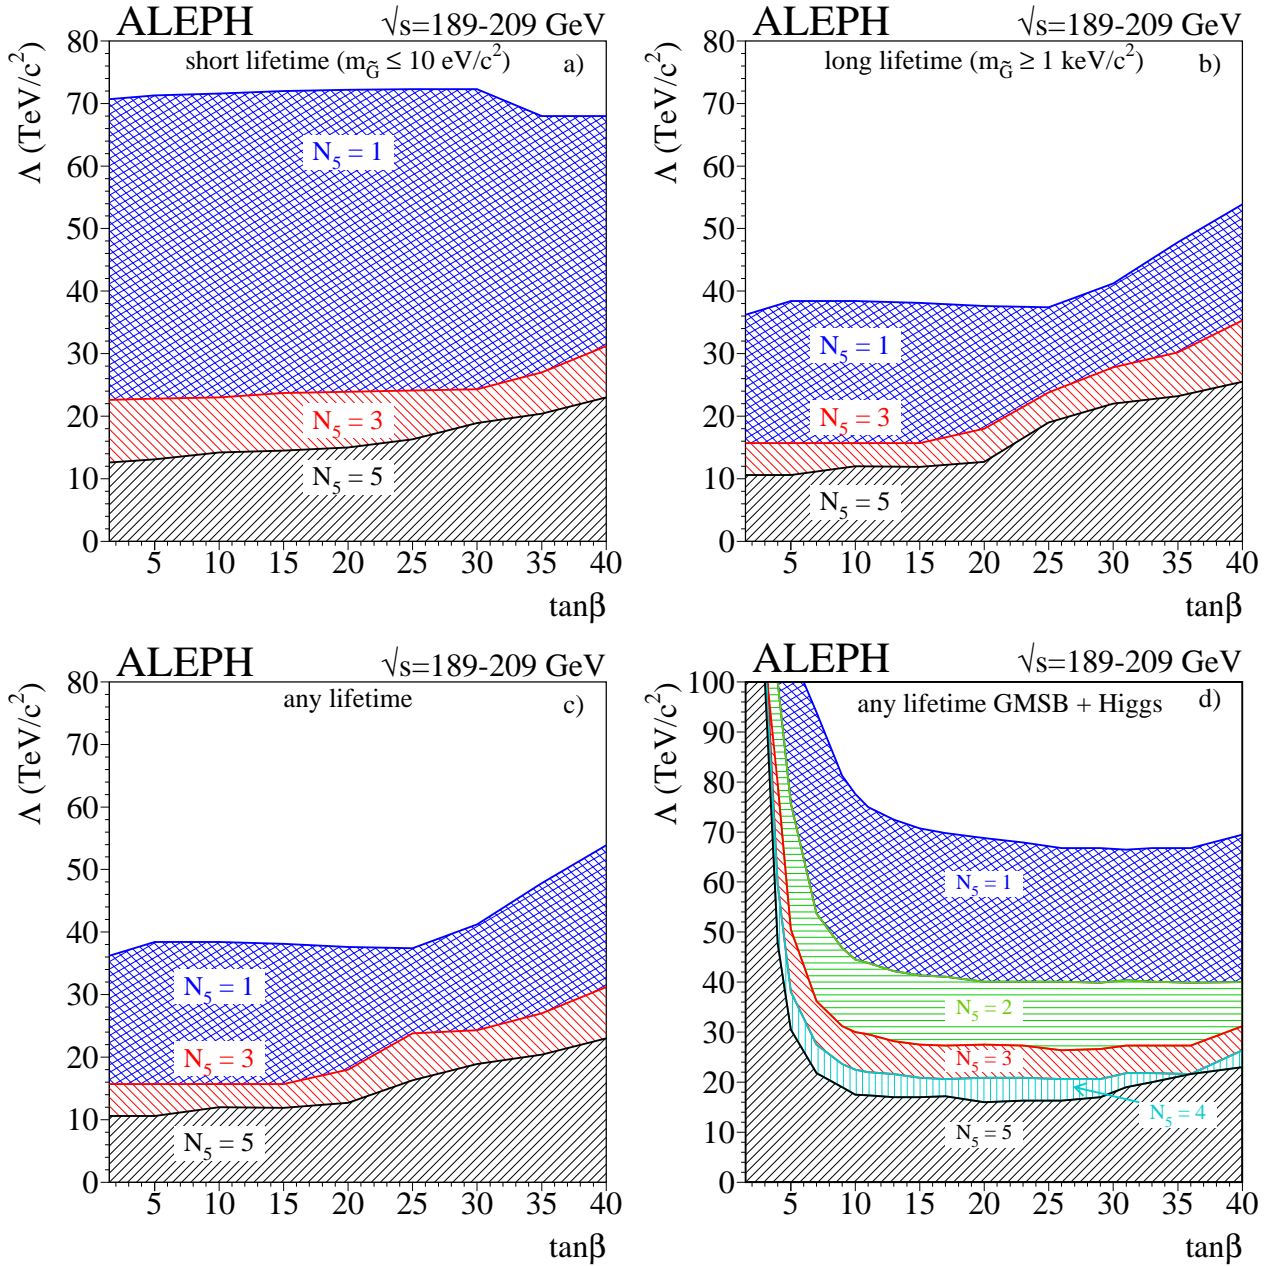 ALEPH √s=189-209 GeV
short lifetime (m_G̃ ≤ 10 eV/c²) a)
Λ (TeV/c²)
80
70
60
50
40
30
20
10
0
N₅ = 1
N₅ = 3
N₅ = 5
5 10 15 20 25 30 35 40
tanβ
ALEPH √s=189-209 GeV
long lifetime (m_G̃ ≥ 1 keV/c²) b)
Λ (TeV/c²)
80
70
60
50
40
30
20
10
0
N₅ = 1
N₅ = 3
N₅ = 5
5 10 15 20 25 30 35 40
tanβ
ALEPH √s=189-209 GeV
any lifetime c)
Λ (TeV/c²)
80
70
60
50
40
30
20
10
0
N₅ = 1
N₅ = 3
N₅ = 5
5 10 15 20 25 30 35 40
tanβ
ALEPH √s=189-209 GeV
any lifetime GMSB + Higgs d)
Λ (TeV/c²)
100
90
80
70
60
50
40
30
20
10
0
N₅ = 1
N₅ = 2
N₅ = 3
N₅ = 4
N₅ = 5
5 10 15 20 25 30 35 40
tanβ